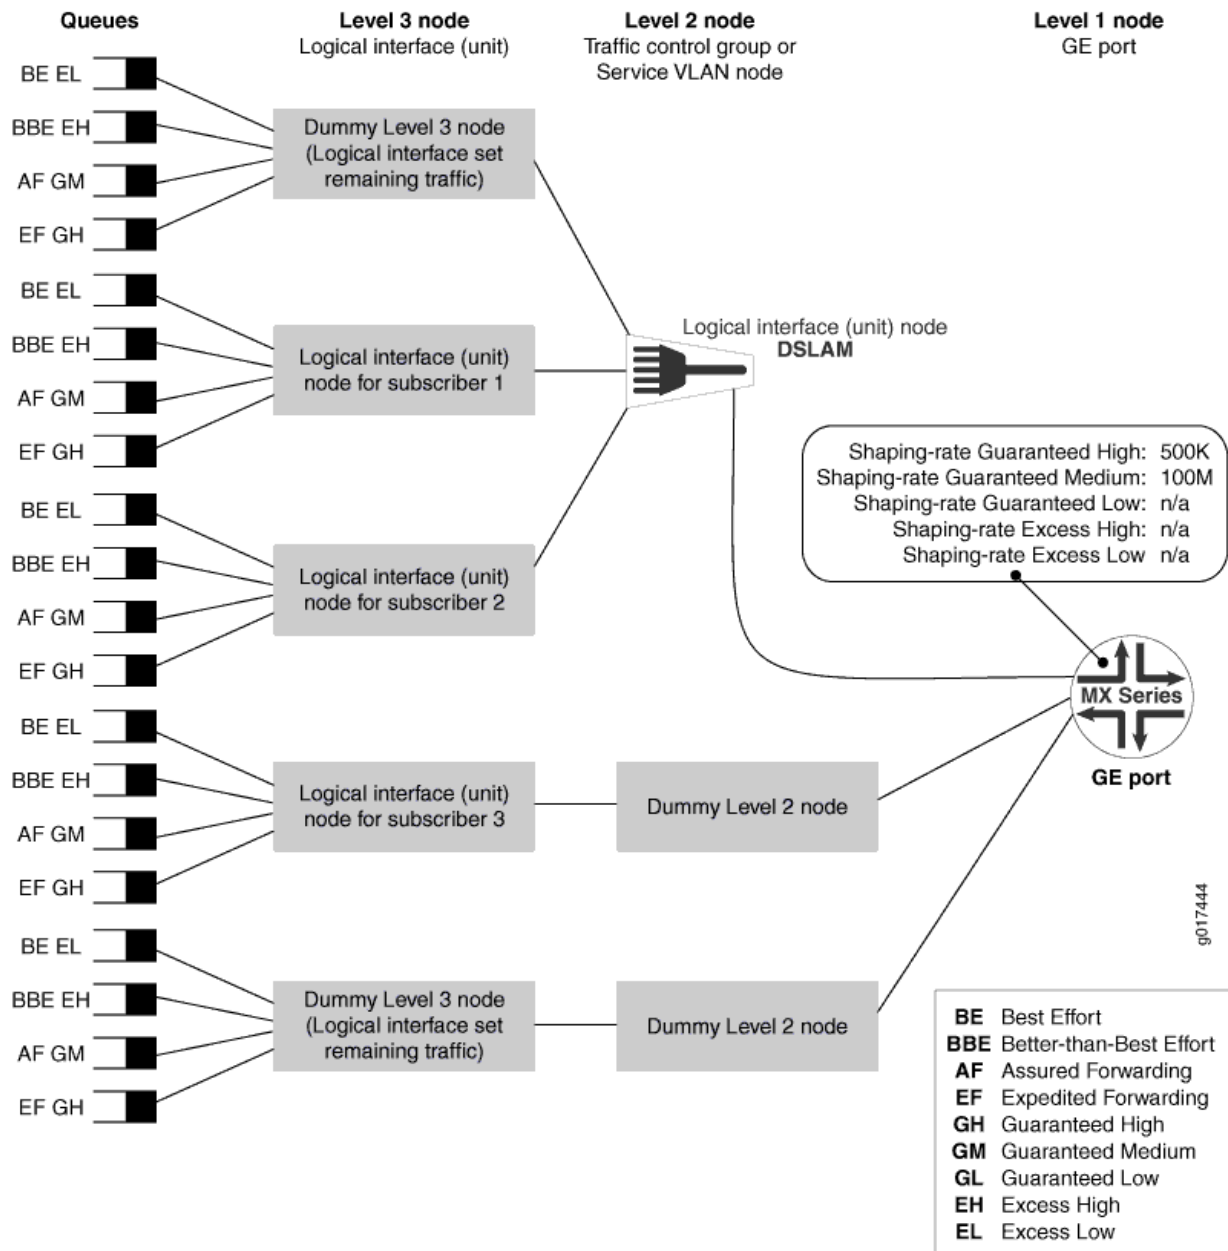 Queues
Level 3 node
Logical interface (unit)
Level 2 node
Traffic control group or
Service VLAN node
Level 1 node
GE port
BE EL
BBE EH
AF GM
EF GH
Dummy Level 3 node
(Logical interface set
remaining traffic)
BE EL
BBE EH
AF GM
EF GH
Logical interface (unit)
node for subscriber 1
Logical interface (unit) node
DSLAM
Shaping-rate Guaranteed High: 500K
Shaping-rate Guaranteed Medium: 100M
Shaping-rate Guaranteed Low: n/a
Shaping-rate Excess High: n/a
Shaping-rate Excess Low n/a
BE EL
BBE EH
AF GM
EF GH
Logical interface (unit)
node for subscriber 2
MX Series
GE port
BE EL
BBE EH
AF GM
EF GH
Logical interface (unit)
node for subscriber 3
Dummy Level 2 node
BE EL
BBE EH
AF GM
EF GH
Dummy Level 3 node
(Logical interface set
remaining traffic)
Dummy Level 2 node
g017444
BE Best Effort
BBE Better-than-Best Effort
AF Assured Forwarding
EF Expedited Forwarding
GH Guaranteed High
GM Guaranteed Medium
GL Guaranteed Low
EH Excess High
EL Excess Low